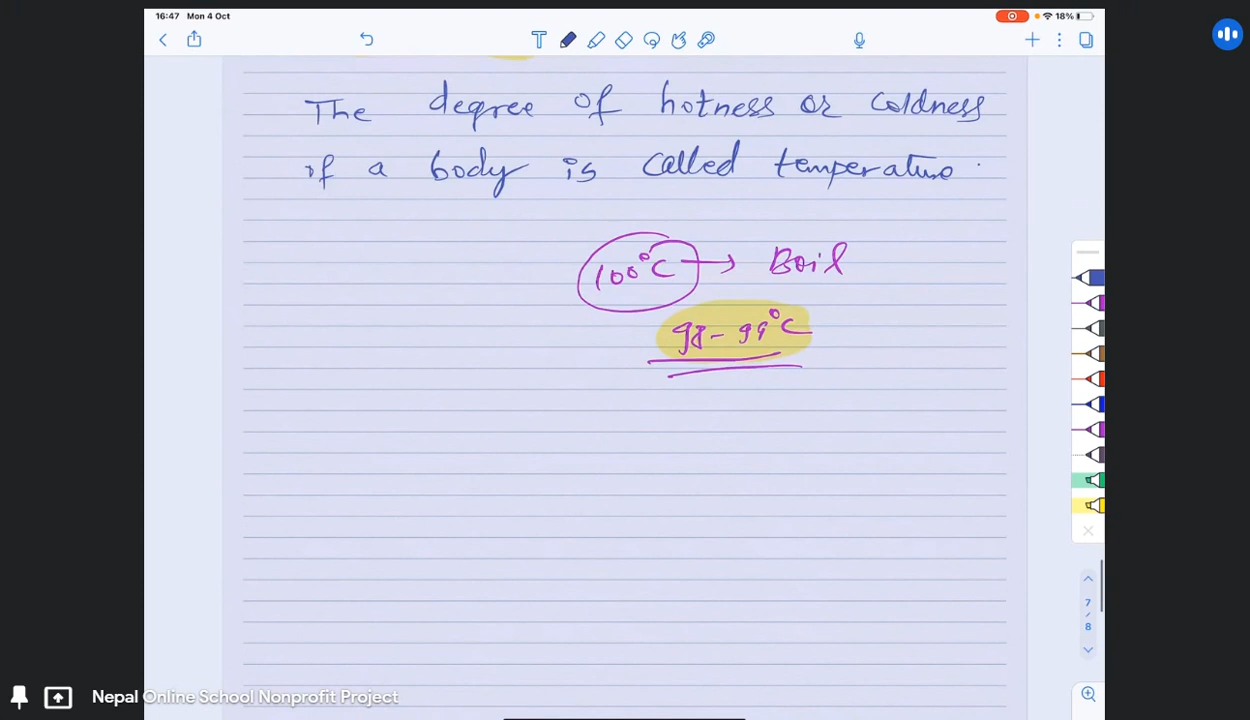 16:47 Mon 4 Oct
18%
The degree of hotness or coldness
of a body is called temperature.
100°C → Boil
98 - 99°C
7
/
8
Nepal Online School Nonprofit Project